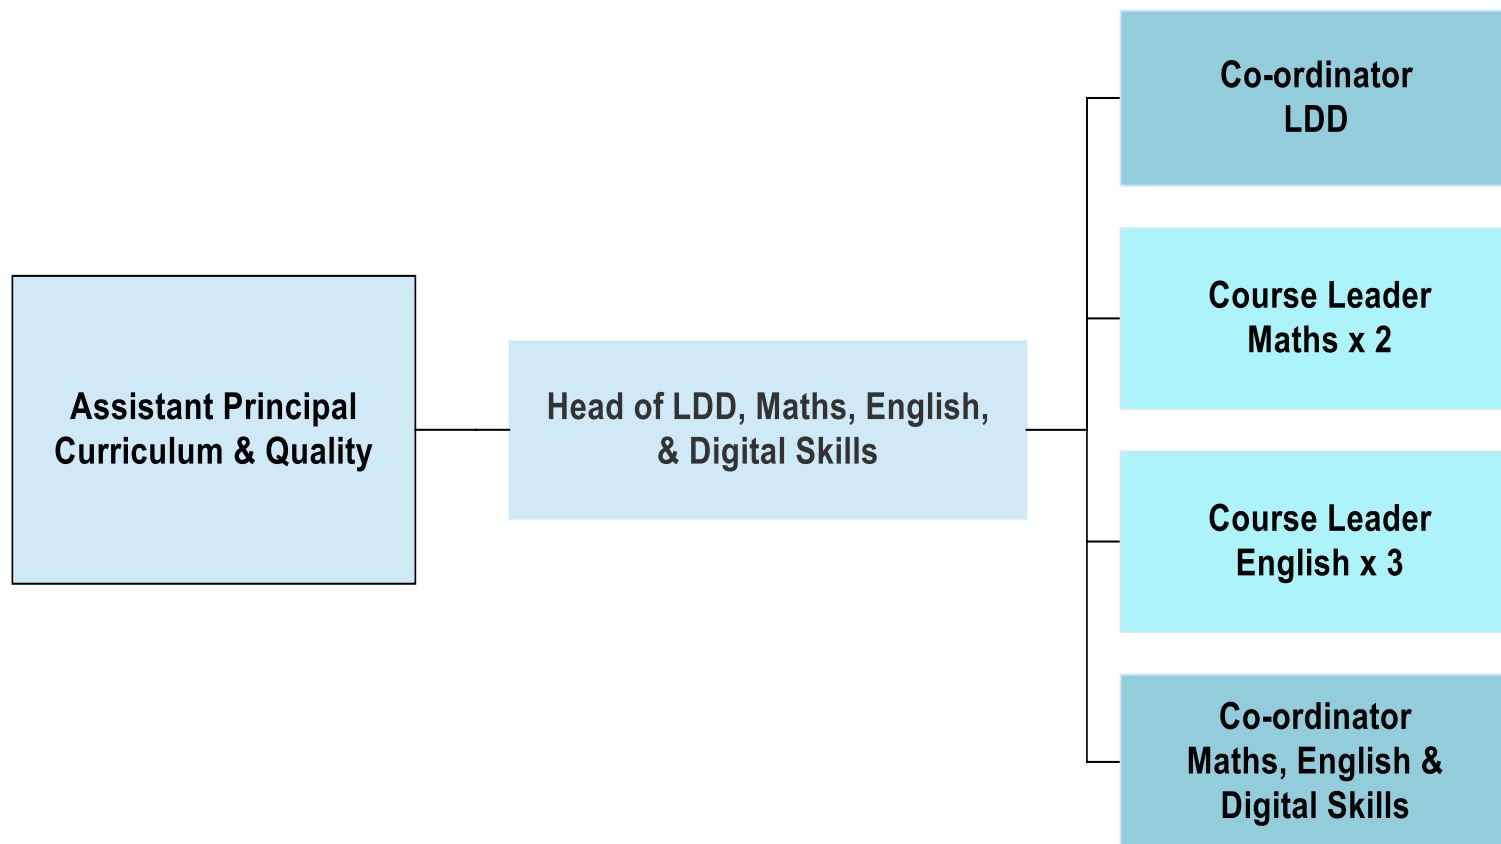 Assistant Principal
Curriculum & Quality
Head of LDD, Maths, English,
& Digital Skills
Co-ordinator
LDD
Course Leader
Maths x 2
Course Leader
English x 3
Co-ordinator
Maths, English &
Digital Skills